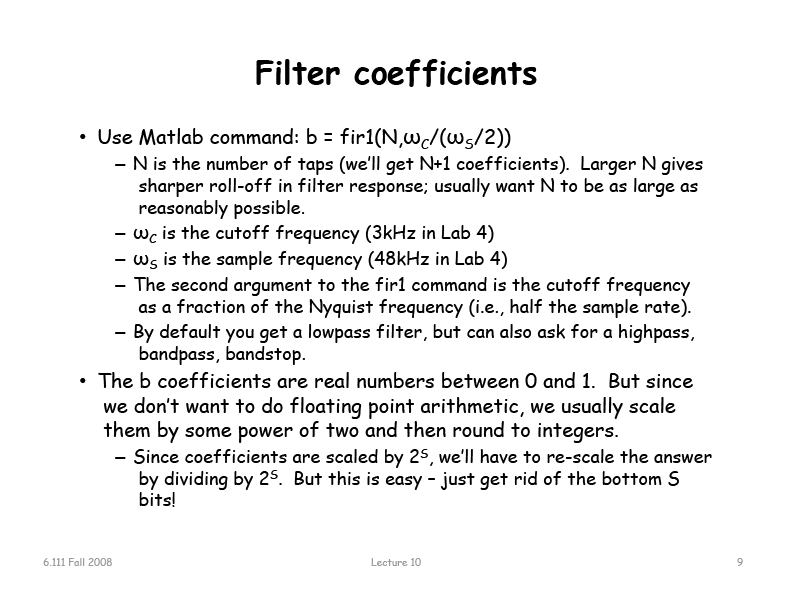 Filter coefficients
• Use Matlab command: b = fir1(N,ωC/(ωS/2))
– N is the number of taps (we'll get N+1 coefficients). Larger N gives
sharper roll-off in filter response; usually want N to be as large as
reasonably possible.
– ωC is the cutoff frequency (3kHz in Lab 4)
– ωS is the sample frequency (48kHz in Lab 4)
– The second argument to the fir1 command is the cutoff frequency
as a fraction of the Nyquist frequency (i.e., half the sample rate).
– By default you get a lowpass filter, but can also ask for a highpass,
bandpass, bandstop.
• The b coefficients are real numbers between 0 and 1. But since
we don't want to do floating point arithmetic, we usually scale
them by some power of two and then round to integers.
– Since coefficients are scaled by 2^S, we'll have to re-scale the answer
by dividing by 2^S. But this is easy – just get rid of the bottom S
bits!
6.111 Fall 2008 Lecture 10 9